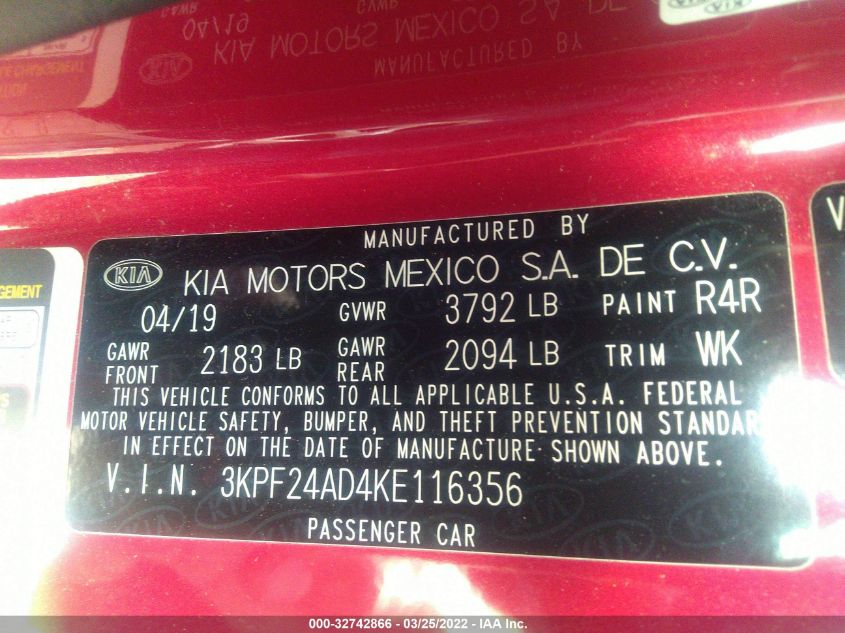 MANUFACTURED BY
KIA KIA MOTORS MEXICO S.A. DE C.V.
04/19 GVWR 3792 LB PAINT R4R
GAWR FRONT 2183 LB GAWR REAR 2094 LB TRIM WK
THIS VEHICLE CONFORMS TO ALL APPLICABLE U.S.A. FEDERAL
MOTOR VEHICLE SAFETY, BUMPER, AND THEFT PREVENTION STANDAR
IN EFFECT ON THE DATE OF MANUFACTURE SHOWN ABOVE.
V.I.N. 3KPF24AD4KE116356
PASSENGER CAR
GEMENT
V
000-32742866 - 03/25/2022 - IAA Inc.